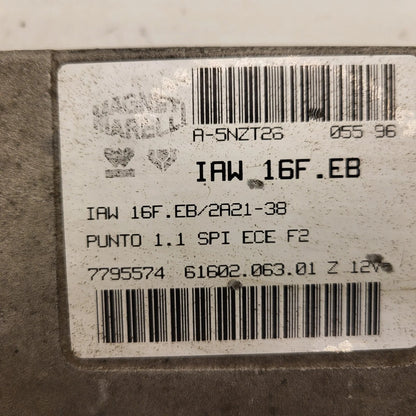 MAGNETI
MARELLI
A-5NZT26 055 96
IAW 16F.EB
IAW 16F.EB/2A21-38
PUNTO 1.1 SPI ECE F2
7795574 61602.063.01 Z 12V